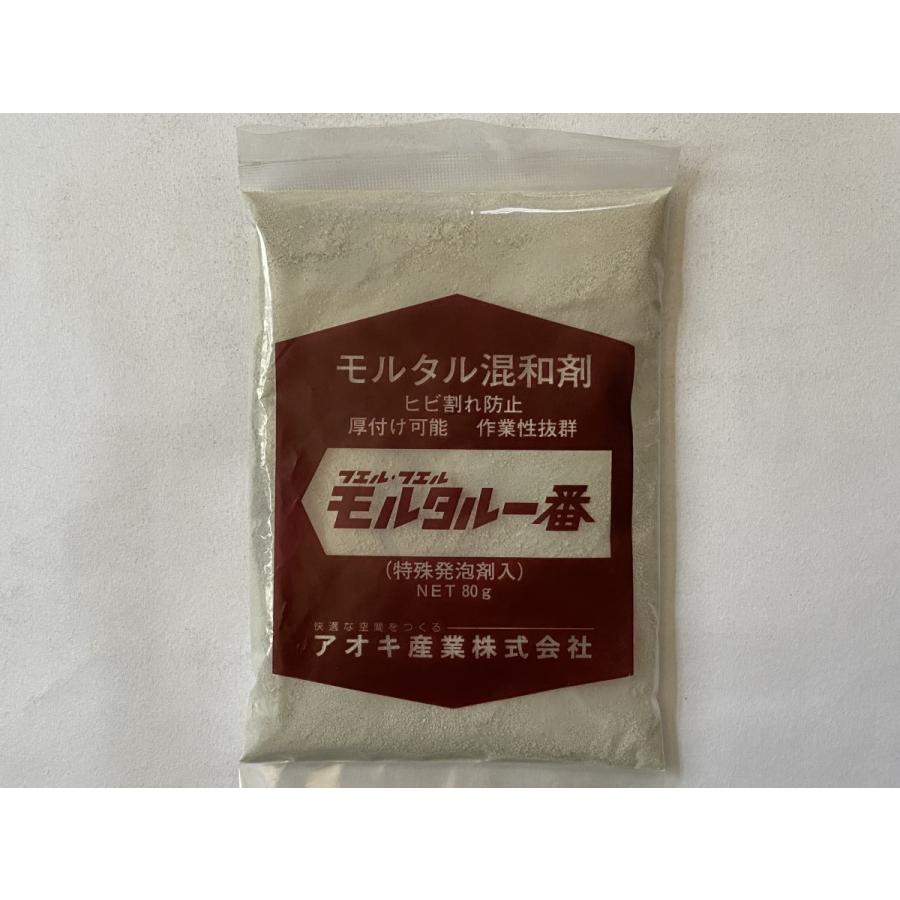 モルタル混和剤
ヒビ割れ防止
厚付け可能 作業性抜群
フエル・フエル
モルタル一番
(特殊発泡剤入)
NET 80g
快適な空間をつくる
アオキ産業株式会社